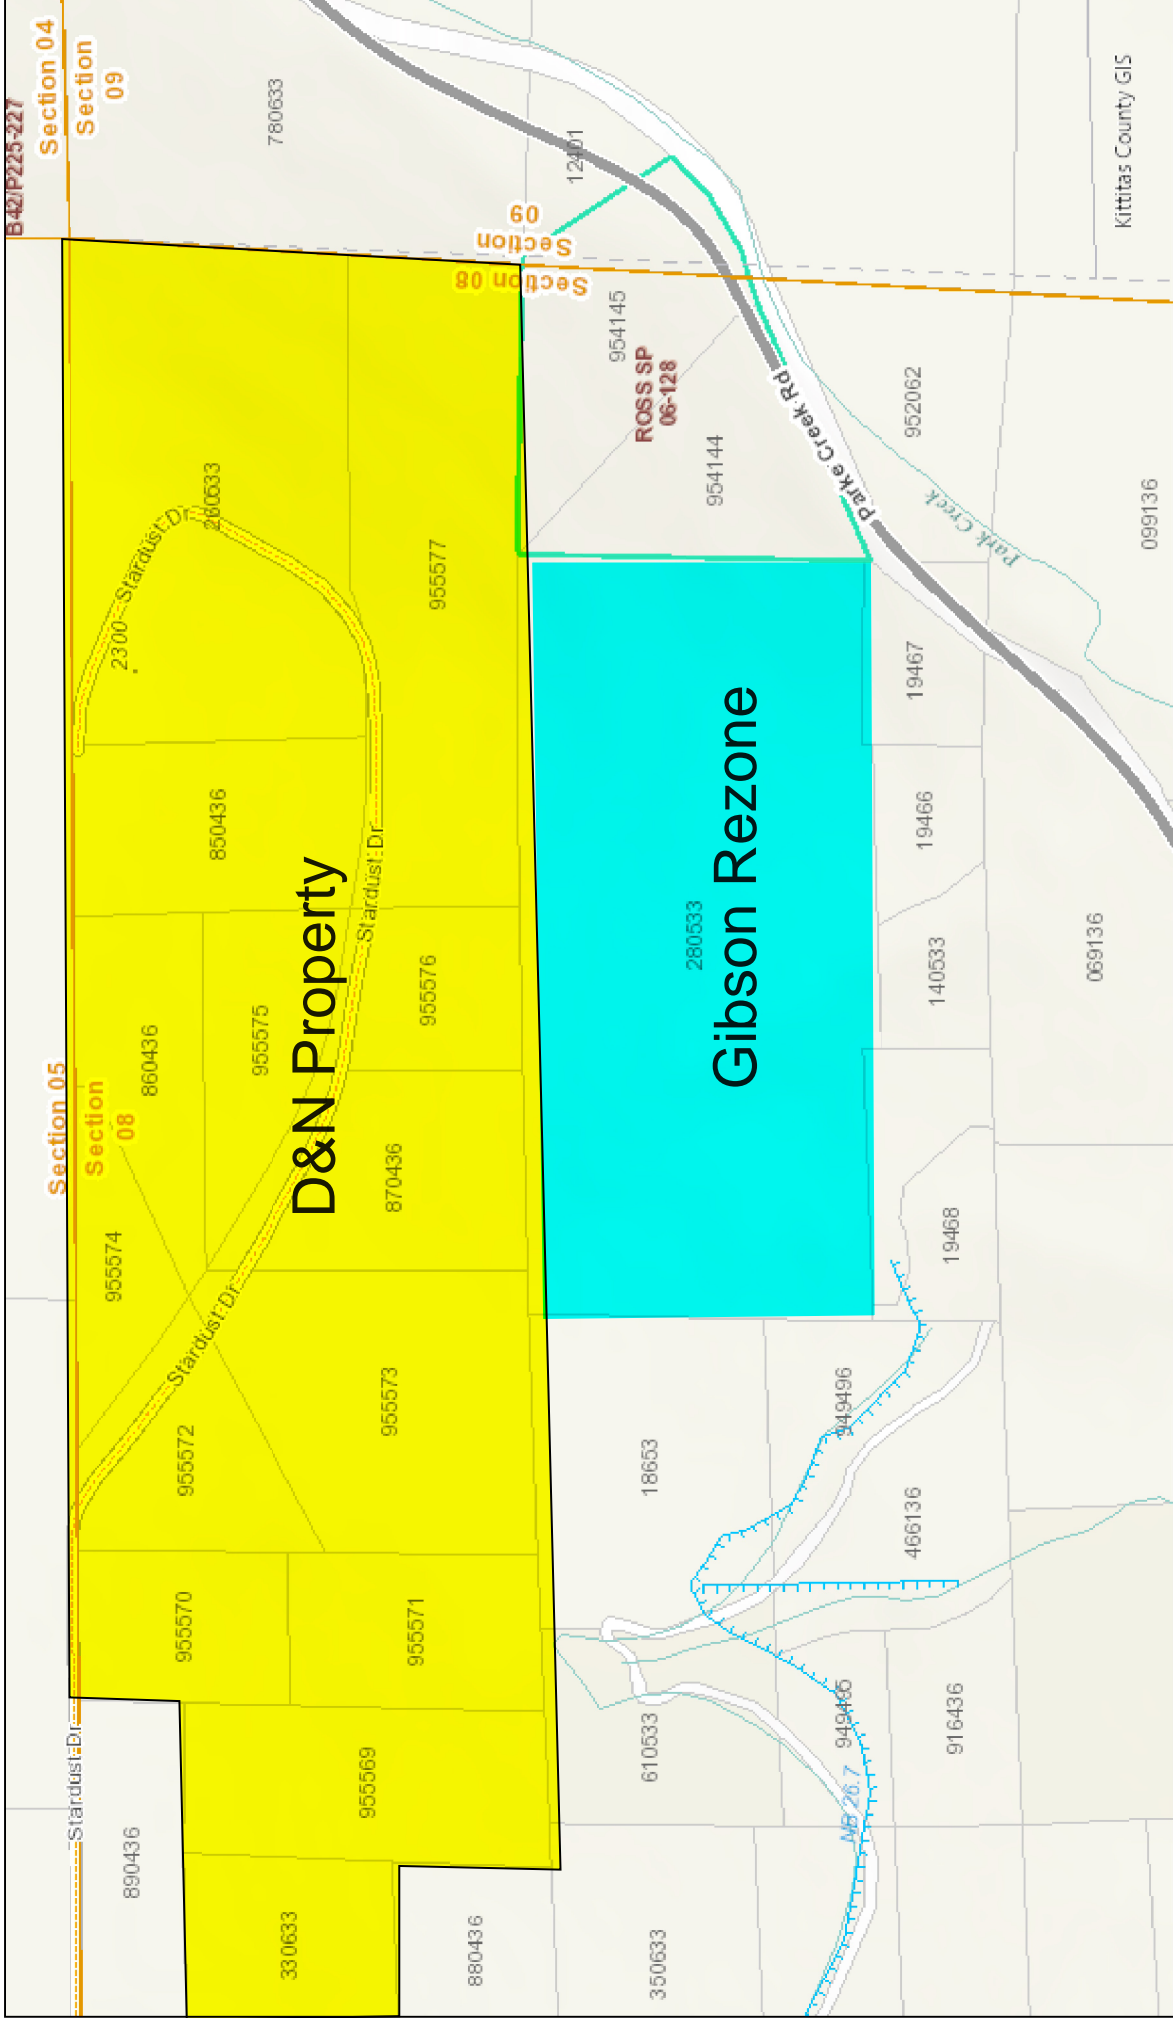 B42/P225-227
Section 04
Section
09
780633
12401
Section
09
Section 08
954145
ROSS SP
06-128
954144
Parke Creek Rd
952062
Park Creek
099136
Kittitas County GIS
2300
Stardust Dr
260533
955577
850436
Stardust Dr
D&N Property
860436
955575
955576
Section 05
Section
08
955574
870436
Stardust Dr
955572
955573
955570
955571
Stardust Dr
955569
890436
330633
880436
280533
Gibson Rezone
19467
19466
140533
069136
19468
18653
949496
466136
610533
949495
916436
NB 26.7
350633